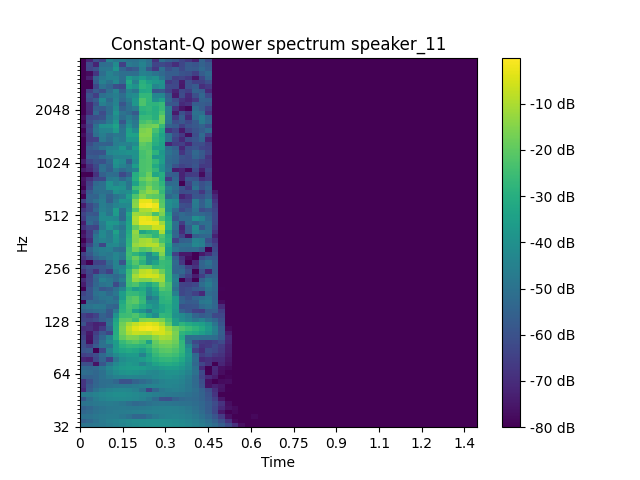 Constant-Q power spectrum speaker_11
Hz
2048
1024
512
256
128
64
32
0 0.15 0.3 0.45 0.6 0.75 0.9 1.1 1.2 1.4
Time
-10 dB
-20 dB
-30 dB
-40 dB
-50 dB
-60 dB
-70 dB
-80 dB